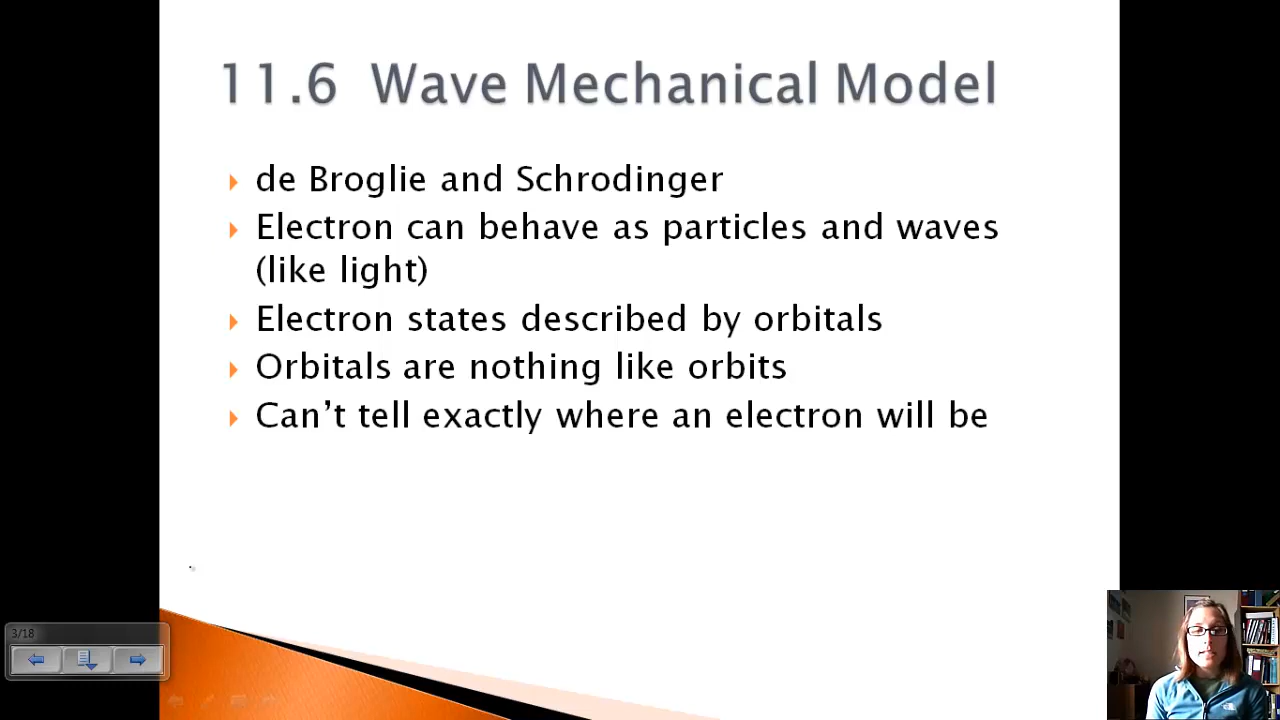 11.6 Wave Mechanical Model
de Broglie and Schrodinger
Electron can behave as particles and waves
(like light)
Electron states described by orbitals
Orbitals are nothing like orbits
Can’t tell exactly where an electron will be
3/18